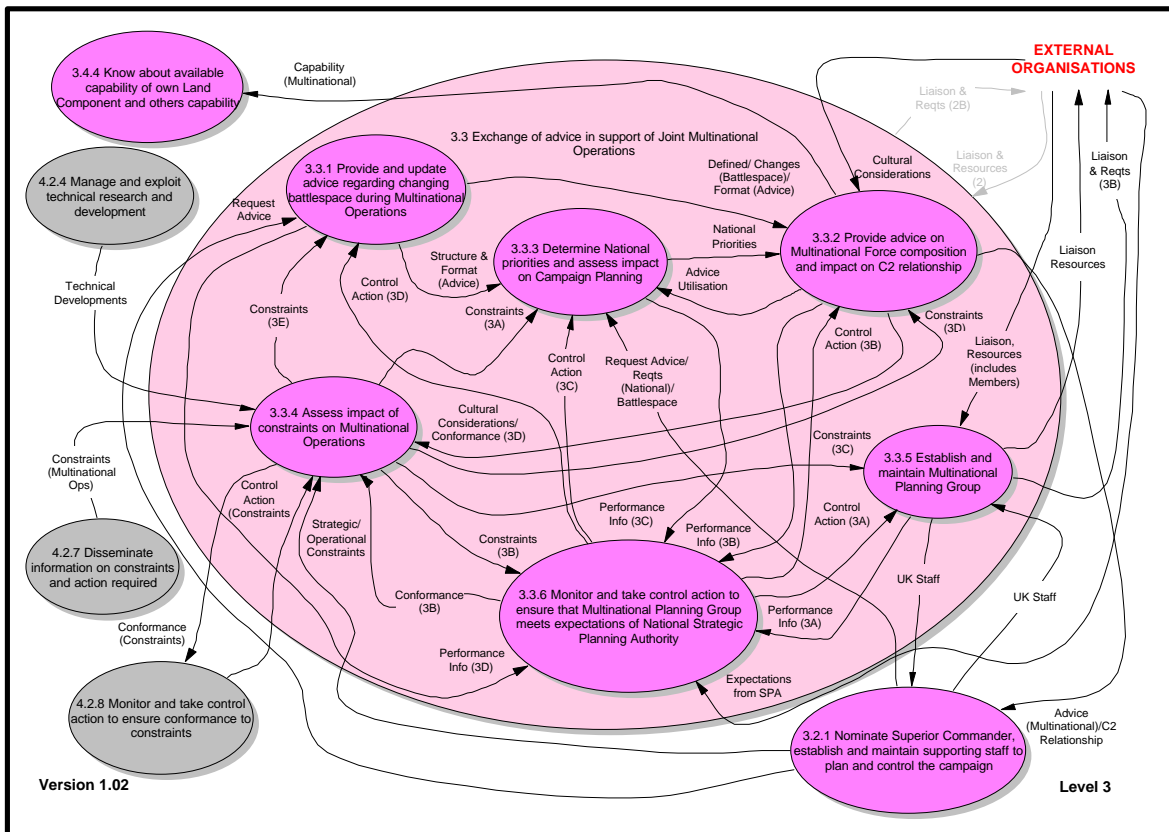 EXTERNAL
ORGANISATIONS
3.4.4 Know about available
capability of own Land
Component and others capability
Capability
(Multinational)
Liaison &
Reqts (2B)
Liaison &
Resources
(2)
Liaison
& Reqts
(3B)
3.3 Exchange of advice in support of Joint Multinational
Operations
4.2.4 Manage and exploit
technical research and
development
Request
Advice
3.3.1 Provide and update
advice regarding changing
battlespace during Multinational
Operations
Defined/ Changes
(Battlespace)/
Format (Advice)
Cultural
Considerations
National
Priorities
3.3.2 Provide advice on
Multinational Force composition
and impact on C2 relationship
Liaison
Resources
3.3.3 Determine National
priorities and assess impact
on Campaign Planning
Structure &
Format
(Advice)
Control
Action (3D)
Advice
Utilisation
Technical
Developments
Constraints
(3E)
Constraints
(3A)
Control
Action (3B)
Constraints
(3D)
Control
Action
(3C)
Request Advice/
Reqts
(National)/
Battlespace
Liaison,
Resources
(includes
Members)
3.3.4 Assess impact of
constraints on Multinational
Operations
Cultural
Considerations/
Conformance (3D)
Constraints
(3C)
3.3.5 Establish and
maintain Multinational
Planning Group
Constraints
(Multinational
Ops)
Control
Action
(Constraints
Strategic/
Operational
Constraints
Constraints
(3B)
Performance
Info (3C)
Performance
Info (3B)
Control
Action (3A)
4.2.7 Disseminate
information on constraints
and action required
3.3.6 Monitor and take control action to
ensure that Multinational Planning Group
meets expectations of National Strategic
Planning Authority
Conformance
(3B)
UK Staff
UK Staff
Performance
Info (3A)
Conformance
(Constraints)
Performance
Info (3D)
Expectations
from SPA
4.2.8 Monitor and take control
action to ensure conformance to
constraints
3.2.1 Nominate Superior Commander,
establish and maintain supporting staff to
plan and control the campaign
Advice
(Multinational)/C2
Relationship
Version 1.02
Level 3